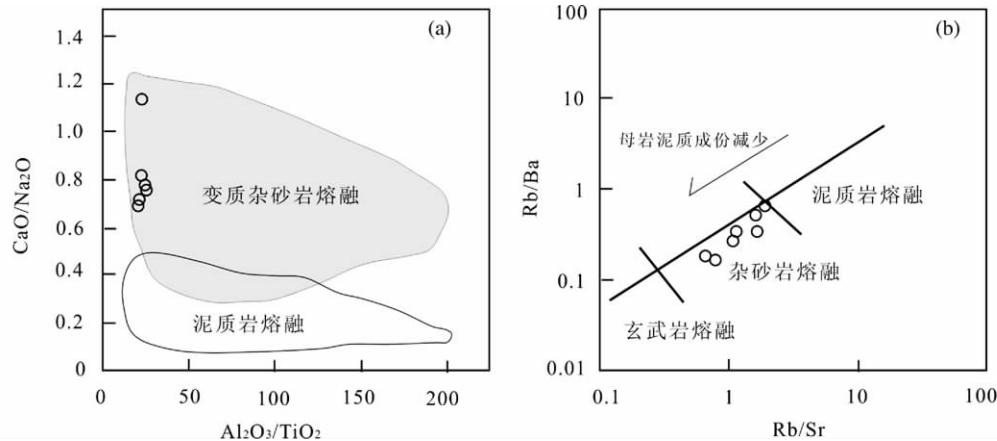 (a)
1.4
1.2
1.0
0.8
0.6
0.4
0.2
0
CaO/Na2O
变质杂砂岩熔融
泥质岩熔融
0
50
100
150
200
Al2O3/TiO2
(b)
100
10
1
0.1
0.01
Rb/Ba
母岩泥质成份减少
泥质岩熔融
杂砂岩熔融
玄武岩熔融
0.1
1
10
100
Rb/Sr